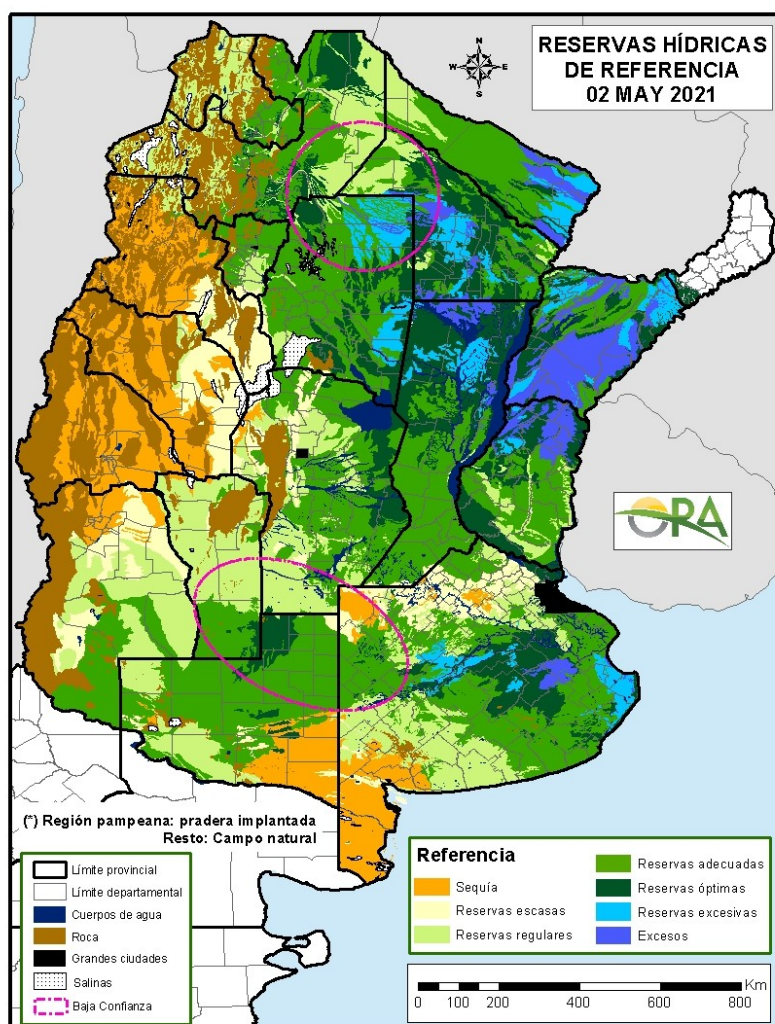 RESERVAS HÍDRICAS
DE REFERENCIA
02 MAY 2021
N
W E
S
ORA
(*) Región pampeana: pradera implantada
Resto: Campo natural
Límite provincial
Límite departamental
Cuerpos de agua
Roca
Grandes ciudades
Salinas
Baja Confianza
Referencia
Sequía
Reservas escasas
Reservas regulares
Reservas adecuadas
Reservas óptimas
Reservas excesivas
Excesos
Km
0 100 200 400 600 800